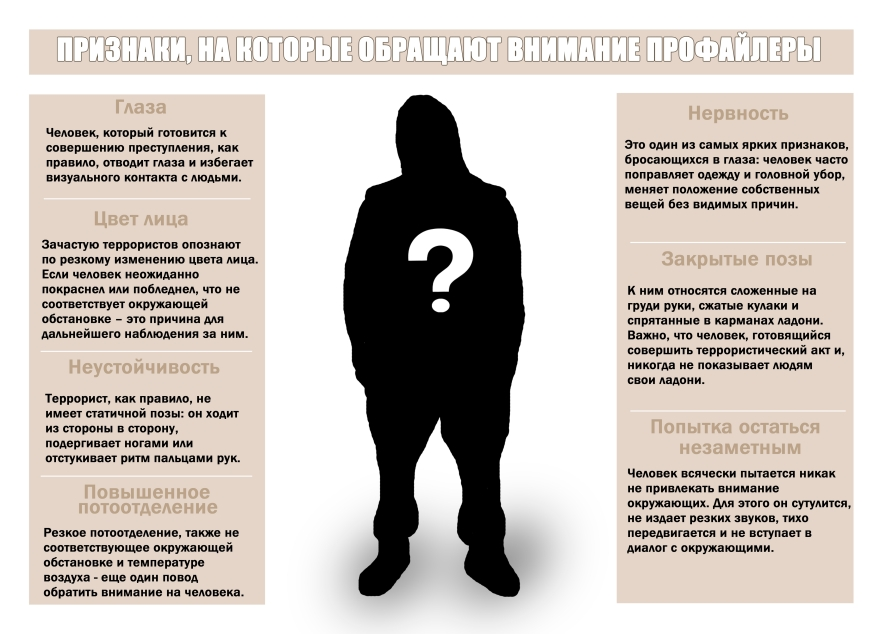 ПРИЗНАКИ, НА КОТОРЫЕ ОБРАЩАЮТ ВНИМАНИЕ ПРОФАЙЛЕРЫ
Глаза
Человек, который готовится к
совершению преступления, как
правило, отводит глаза и избегает
визуального контакта с людьми.
Цвет лица
Зачастую террористов опознают
по резкому изменению цвета лица.
Если человек неожиданно
покраснел или побледнел, что не
соответствует окружающей
обстановке – это причина для
дальнейшего наблюдения за ним.
Неустойчивость
Террорист, как правило, не
имеет статичной позы: он ходит
из стороны в сторону,
подергивает ногами или
отстукивает ритм пальцами рук.
Повышенное
потоотделение
Резкое потоотделение, также не
соответствующее окружающей
обстановке и температуре
воздуха - еще один повод
обратить внимание на человека.
?
Нервность
Это один из самых ярких признаков,
бросающихся в глаза: человек часто
поправляет одежду и головной убор,
меняет положение собственных
вещей без видимых причин.
Закрытые позы
К ним относятся сложенные на
груди руки, сжатые кулаки и
спрятанные в карманах ладони.
Важно, что человек, готовящийся
совершить террористический акт и,
никогда не показывает людям
свои ладони.
Попытка остаться
незаметным
Человек всячески пытается никак
не привлекать внимание
окружающих. Для этого он сутулится,
не издает резких звуков, тихо
передвигается и не вступает в
диалог с окружающими.